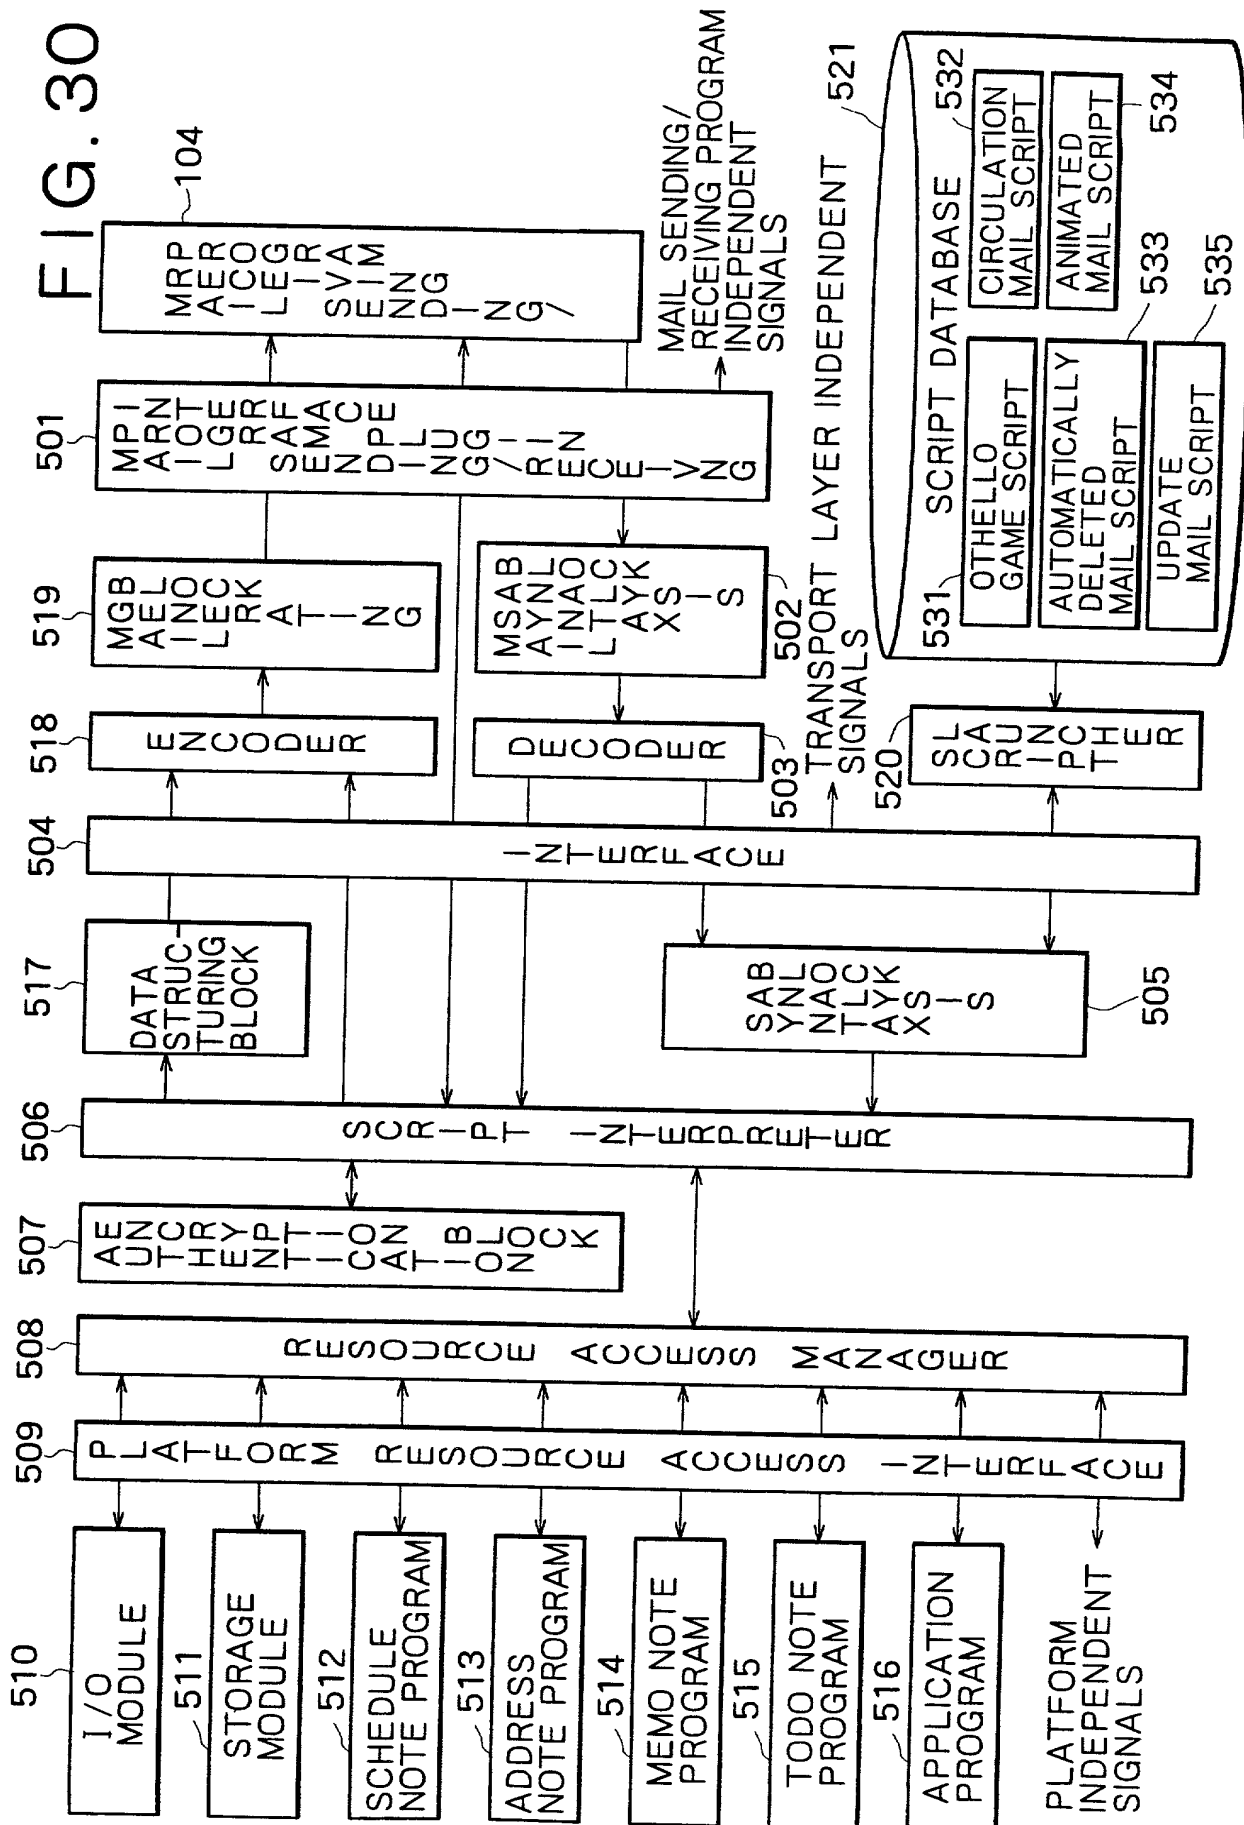 FIG. 30
510
I/O
MODULE
511
STORAGE
MODULE
512
SCHEDULE
NOTE PROGRAM
513
ADDRESS
NOTE PROGRAM
514
MEMO NOTE
PROGRAM
515
TODO NOTE
PROGRAM
516
APPLICATION
PROGRAM
PLATFORM
INDEPENDENT
SIGNALS
509
PLATFORM RESOURCE ACCESS INTERFACE
508
RESOURCE ACCESS MANAGER
507
ENCRYPTION BLOCK
AUTHENTICATION
506
SCRIPT INTERPRETER
517
DATA
STRUC-
TURING
BLOCK
SYNTAX
ANALYSIS
BLOCK
505
504
INTERFACE
518
ENCODER
DECODER
503
TRANSPORT LAYER INDEPENDENT
SIGNALS
520
SCRIPT
LAUNCHER
519
MAIL
GENERATING
BLOCK
MAIL
SYNTAX
ANALYSIS
BLOCK
502
501
MAIL SENDING/RECEIVING
PROGRAM PLUG-IN
INTERFACE
104
MAIL SENDING/
RECEIVING
PROGRAM
MAIL SENDING/
RECEIVING PROGRAM
INDEPENDENT
SIGNALS
521
SCRIPT DATABASE
531
OTHELLO
GAME SCRIPT
532
CIRCULATION
MAIL SCRIPT
AUTOMATICALLY
DELETED
MAIL SCRIPT
533
ANIMATED
MAIL SCRIPT
534
UPDATE
MAIL SCRIPT
535